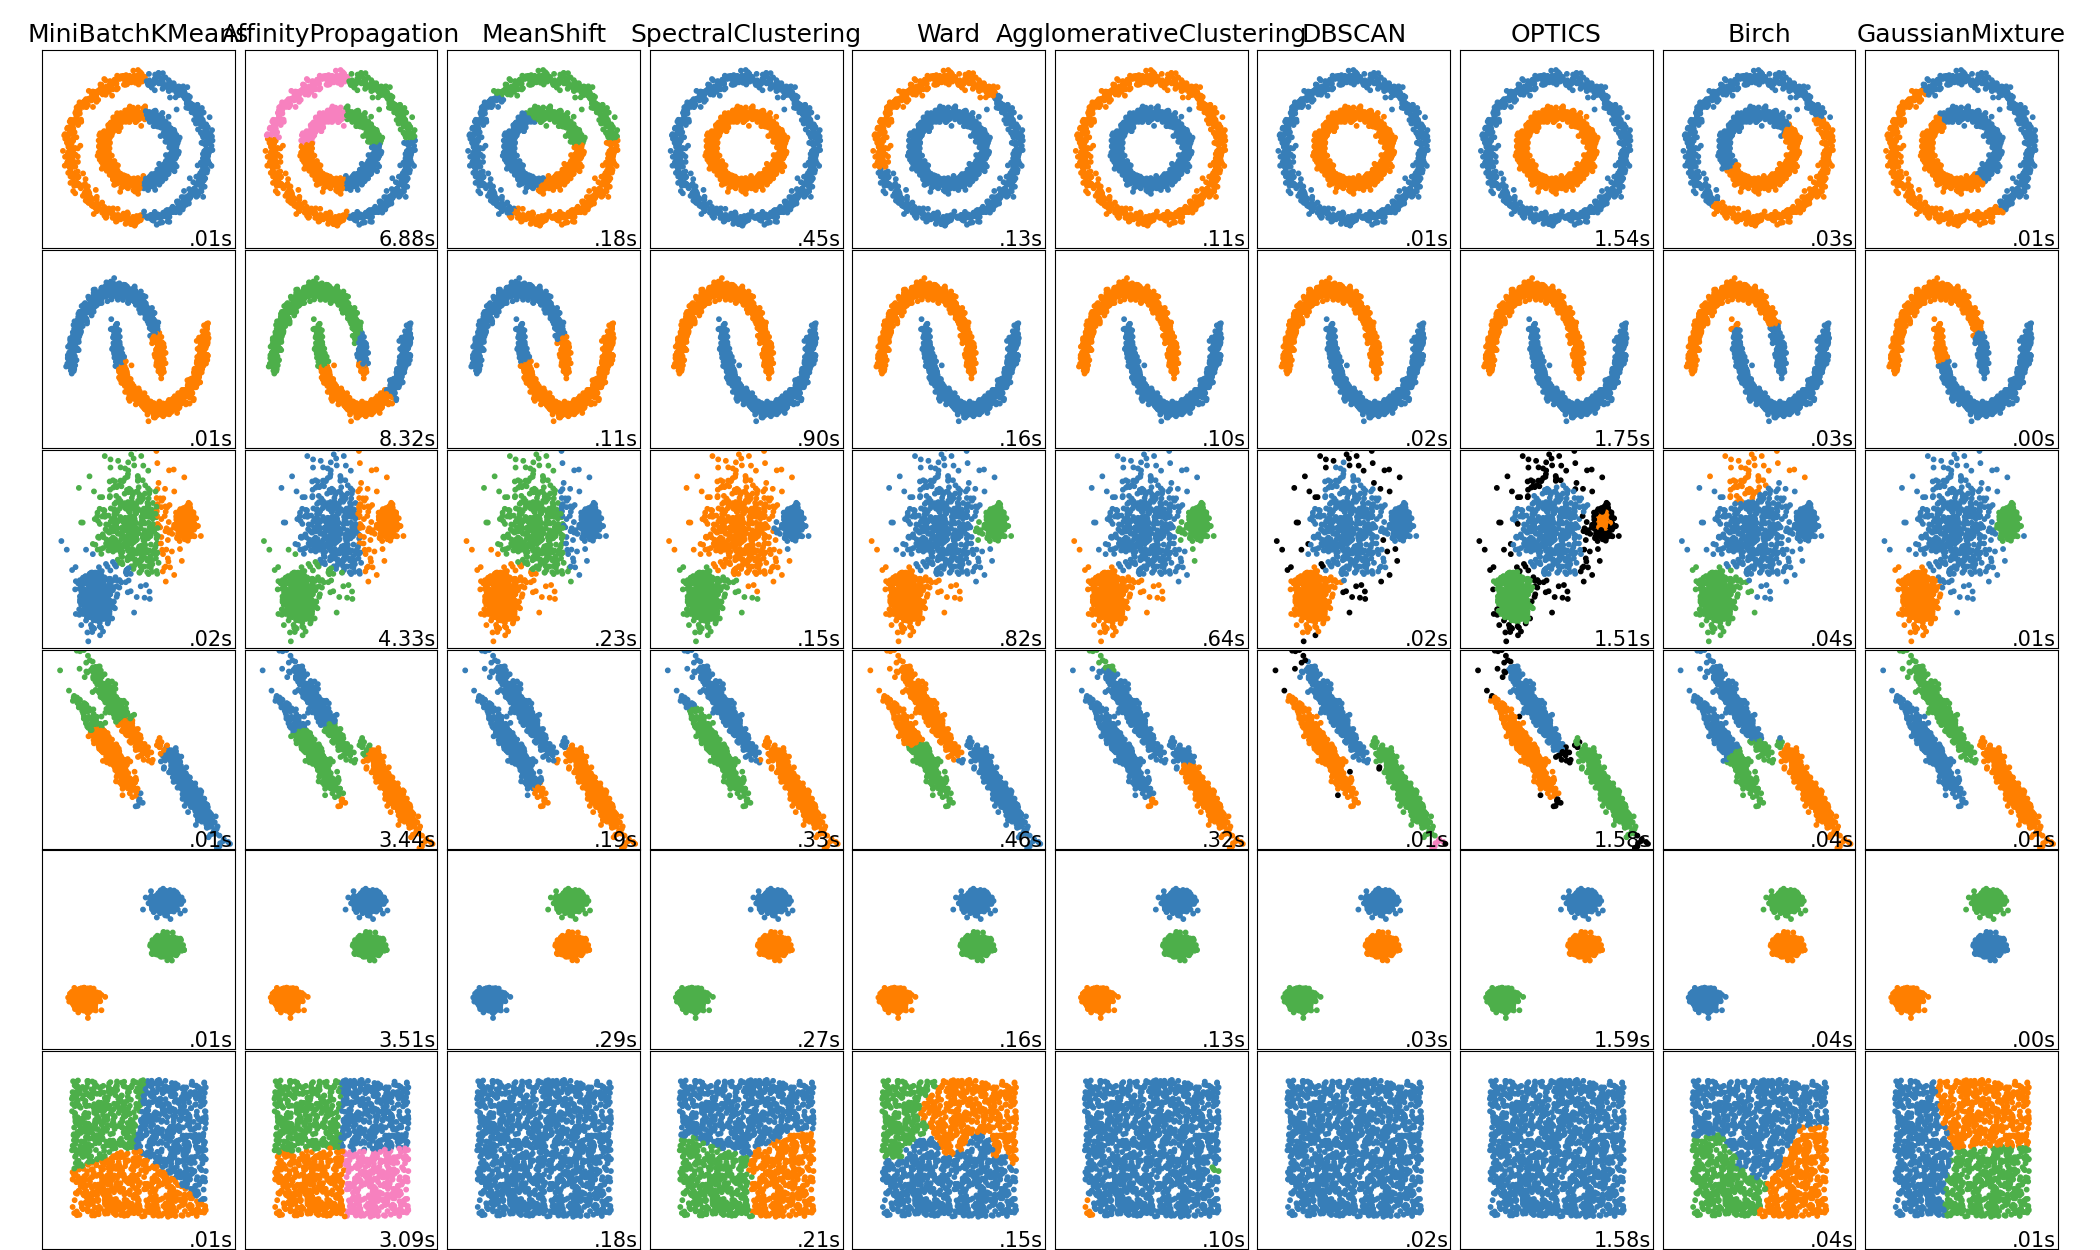 MiniBatchKMeans AffinityPropagation MeanShift SpectralClustering Ward AgglomerativeClustering DBSCAN OPTICS Birch GaussianMixture
.01s 6.88s .18s .45s .13s .11s .01s 1.54s .03s .01s
.01s 8.32s .11s .90s .16s .10s .02s 1.75s .03s .00s
.02s 4.33s .23s .15s .82s .64s .02s 1.51s .04s .01s
.01s 3.44s .19s .33s .46s .32s .01s 1.58s .04s .01s
.01s 3.51s .29s .27s .16s .13s .03s 1.59s .04s .00s
.01s 3.09s .18s .21s .15s .10s .02s 1.58s .04s .01s